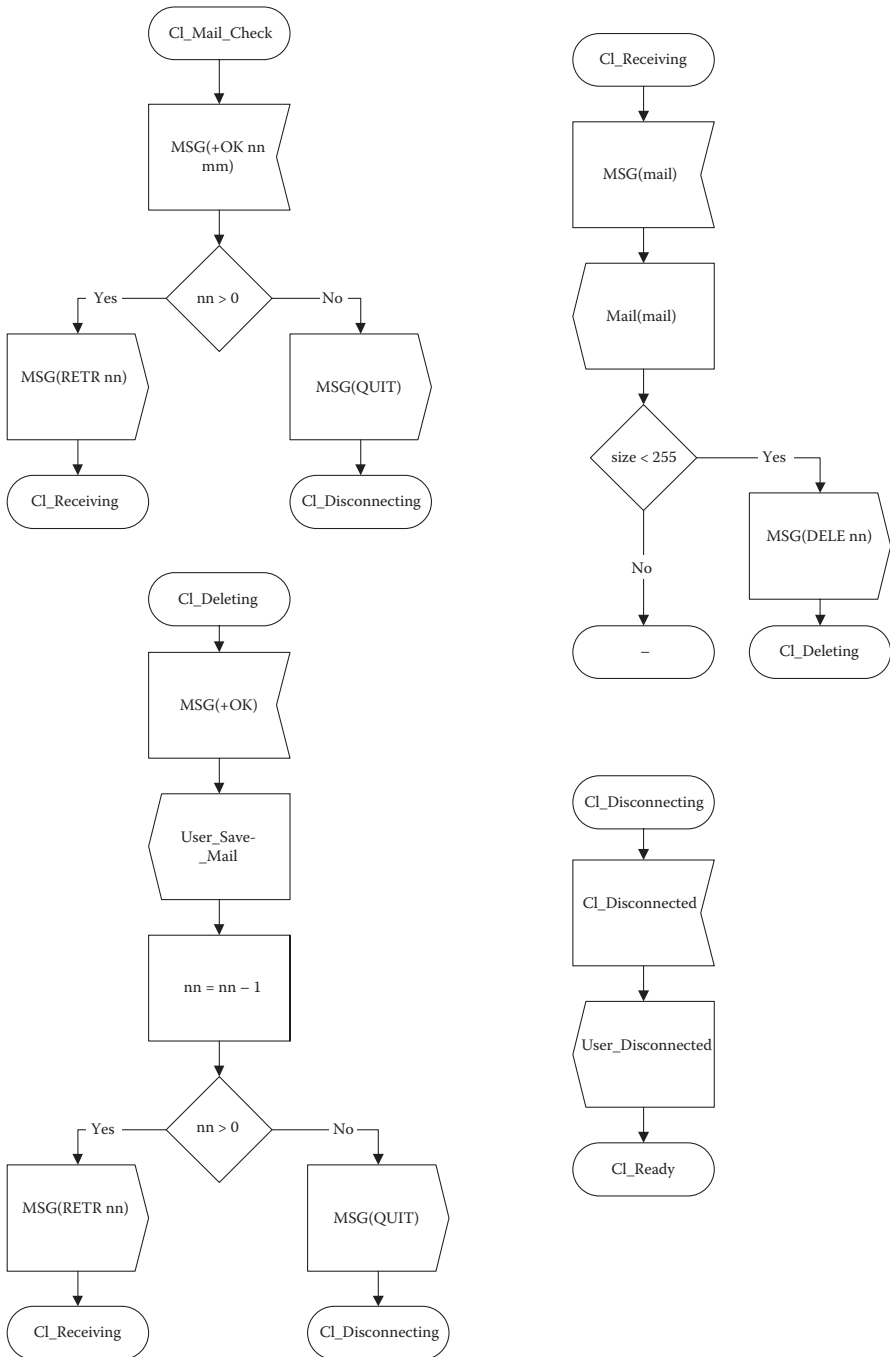 Cl_Mail_Check
MSG(+OK nn
mm)
nn > 0
Yes
No
MSG(RETR nn)
MSG(QUIT)
Cl_Receiving
Cl_Disconnecting
Cl_Receiving
MSG(mail)
Mail(mail)
size < 255
Yes
No
MSG(DELE nn)
–
Cl_Deleting
Cl_Deleting
MSG(+OK)
User_Save-
_Mail
nn = nn – 1
nn > 0
Yes
No
MSG(RETR nn)
MSG(QUIT)
Cl_Receiving
Cl_Disconnecting
Cl_Disconnecting
Cl_Disconnected
User_Disconnected
Cl_Ready